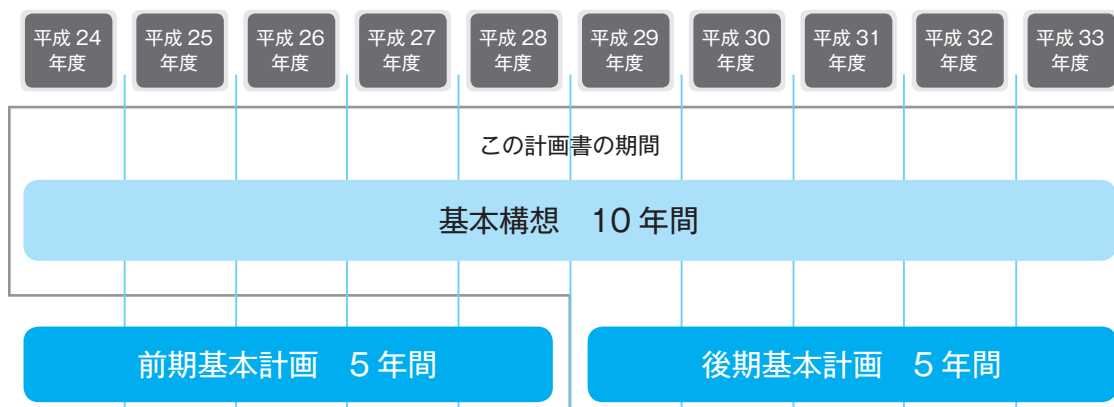 平成 24
年度
平成 25
年度
平成 26
年度
平成 27
年度
平成 28
年度
平成 29
年度
平成 30
年度
平成 31
年度
平成 32
年度
平成 33
年度
この計画書の期間
基本構想　10 年間
前期基本計画　5 年間
後期基本計画　5 年間